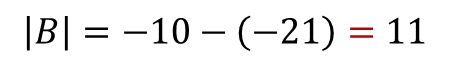 |B| = −10 − (−21) = 11